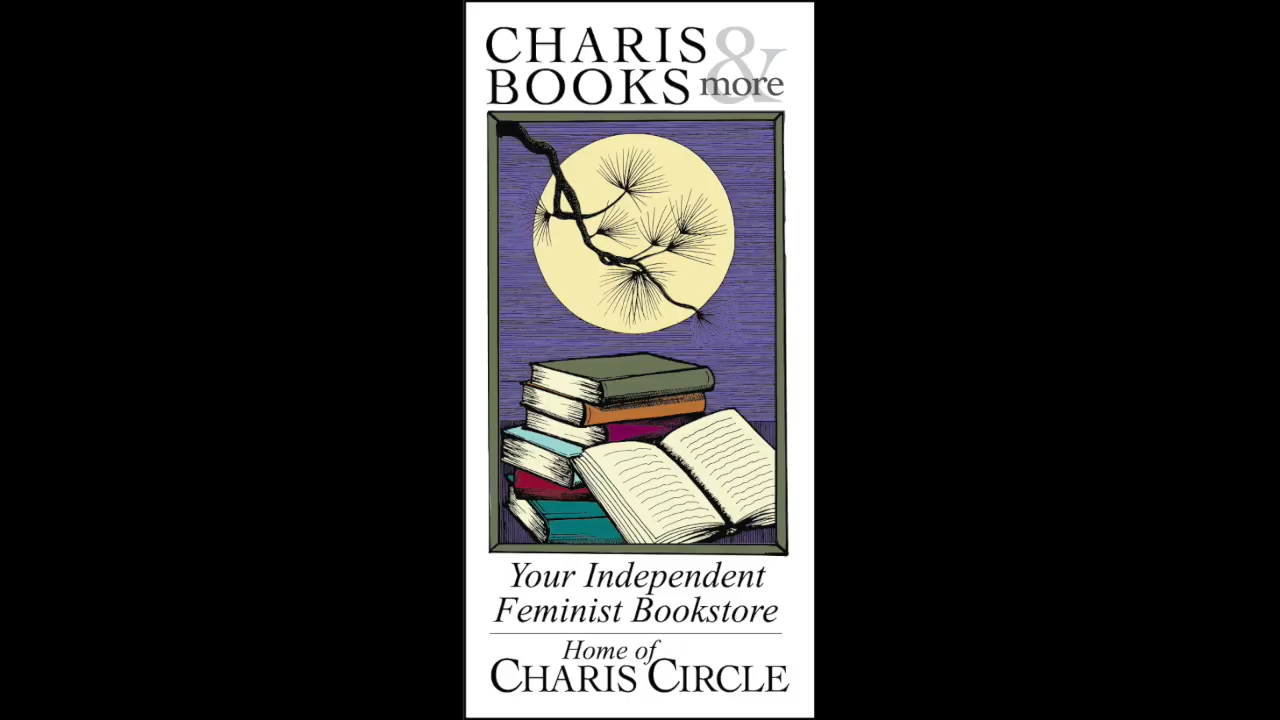 CHARIS &
BOOKS more
Your Independent
Feminist Bookstore
Home of
CHARIS CIRCLE